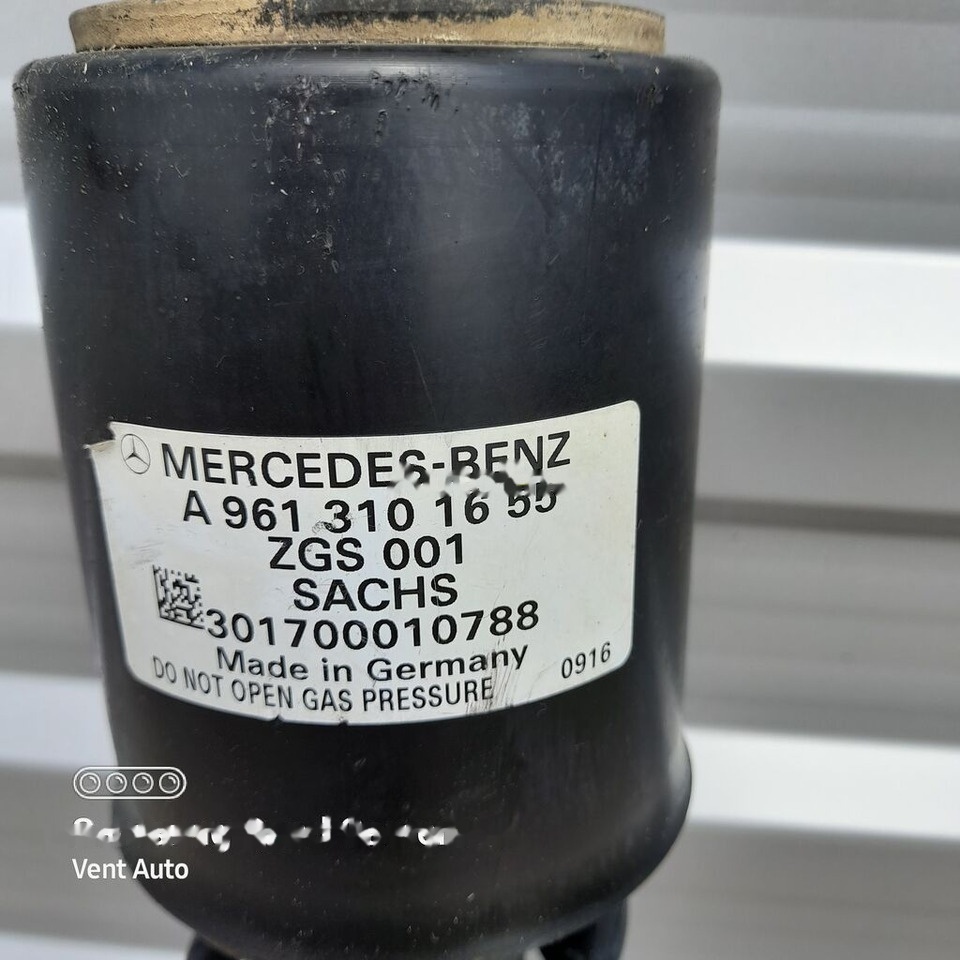 MERCEDES-BENZ
A 961 310 16 55
ZGS 001
SACHS
301700010788
Made in Germany
DO NOT OPEN GAS PRESSURE 0916
Vent Auto